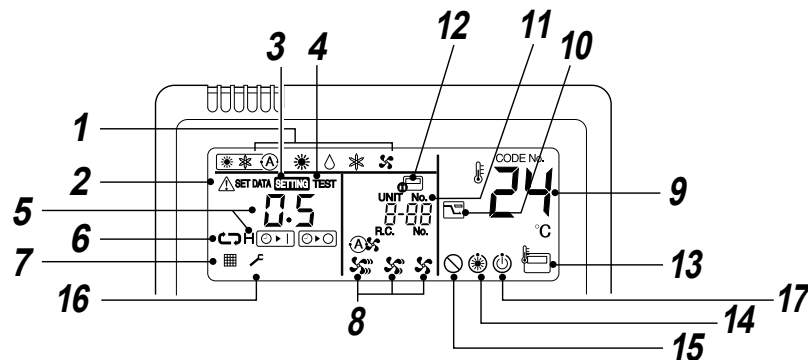 3 4 12 11 10
1
CODE No.
2 SET DATA SETTING TEST
UNIT No.
24 9
5 0.5
8-88
H
R.C. No.
6
°C
A
7
13
16 8 14 17
15